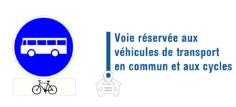 Voie réservée aux
véhicules de transport
en commun et aux cycles